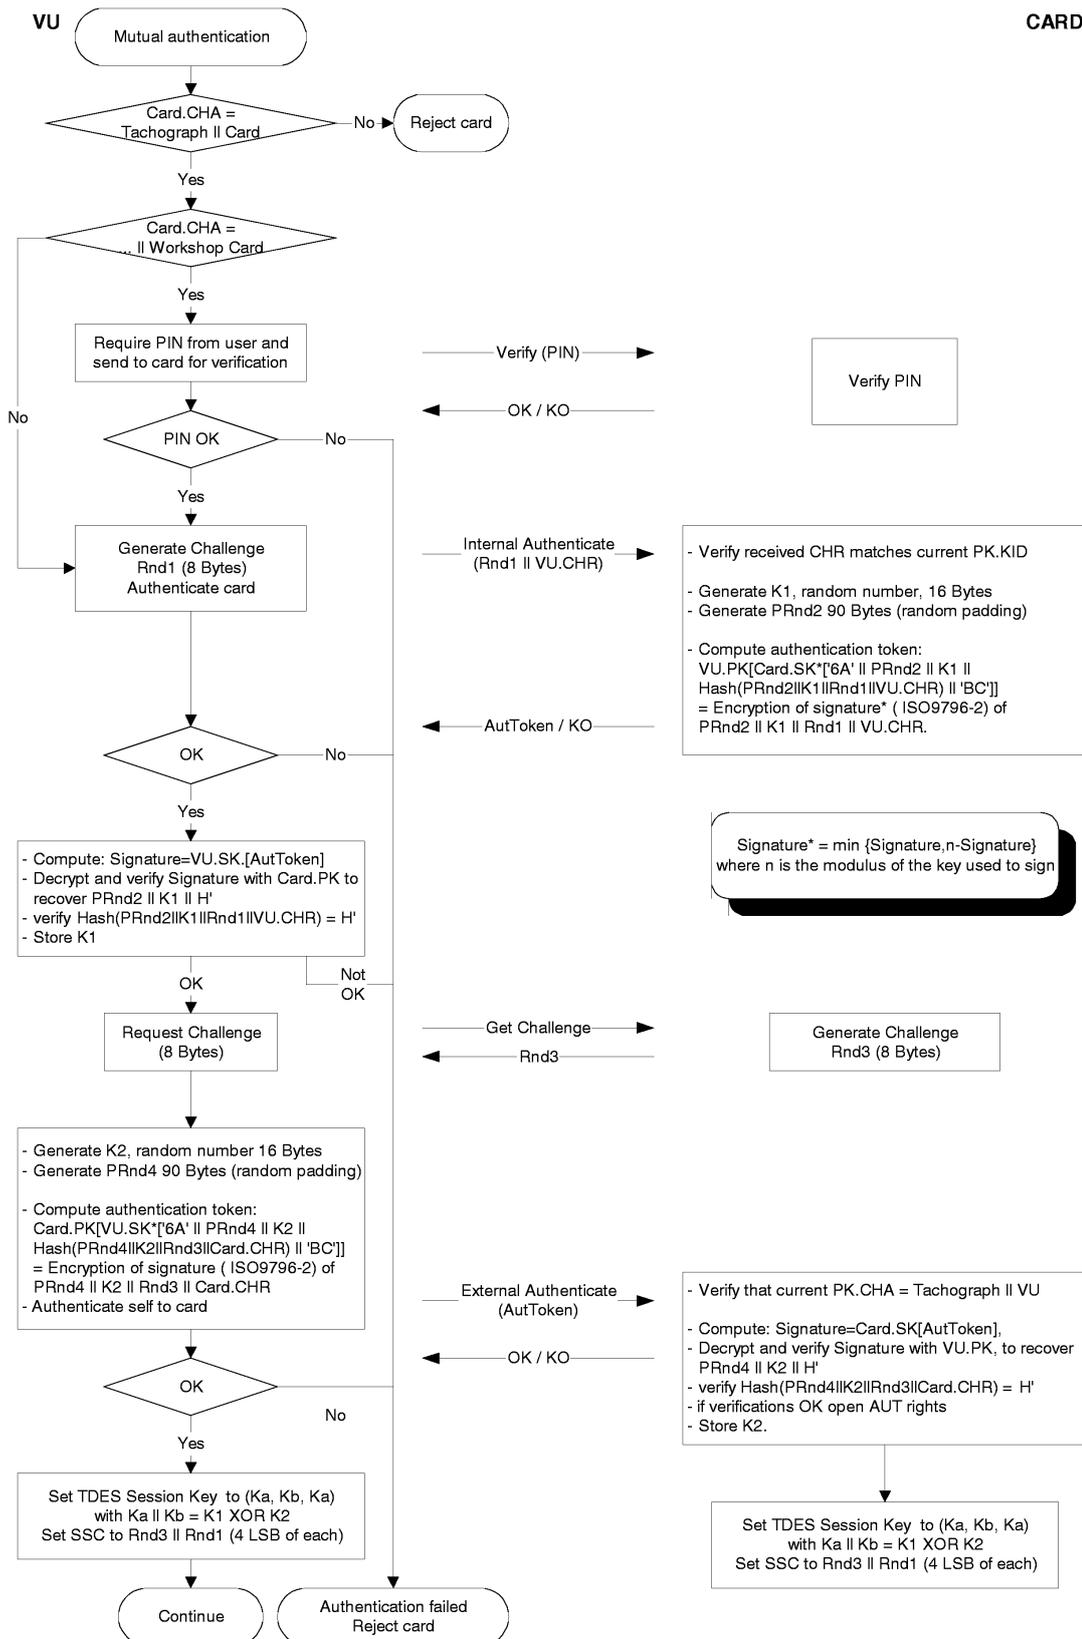 VU
CARD
Mutual authentication
Card.CHA =
Tachograph || Card
No
Reject card
Yes
Card.CHA =
... || Workshop Card
Yes
Require PIN from user and
send to card for verification
Verify (PIN)
Verify PIN
OK / KO
No
PIN OK
No
Yes
Generate Challenge
Rnd1 (8 Bytes)
Authenticate card
Internal Authenticate
(Rnd1 || VU.CHR)
- Verify received CHR matches current PK.KID
- Generate K1, random number, 16 Bytes
- Generate PRnd2 90 Bytes (random padding)
- Compute authentication token:
VU.PK[Card.SK*['6A' || PRnd2 || K1 ||
Hash(PRnd2||K1||Rnd1||VU.CHR) || 'BC']]
= Encryption of signature* ( ISO9796-2) of
PRnd2 || K1 || Rnd1 || VU.CHR.
AutToken / KO
OK
No
Yes
- Compute: Signature=VU.SK.[AutToken]
- Decrypt and verify Signature with Card.PK to
recover PRnd2 || K1 || H'
- verify Hash(PRnd2||K1||Rnd1||VU.CHR) = H'
- Store K1
Signature* = min {Signature,n-Signature}
where n is the modulus of the key used to sign
OK
Not
OK
Request Challenge
(8 Bytes)
Get Challenge
Rnd3
Generate Challenge
Rnd3 (8 Bytes)
- Generate K2, random number 16 Bytes
- Generate PRnd4 90 Bytes (random padding)
- Compute authentication token:
Card.PK[VU.SK*['6A' || PRnd4 || K2 ||
Hash(PRnd4||K2||Rnd3||Card.CHR) || 'BC']]
= Encryption of signature ( ISO9796-2) of
PRnd4 || K2 || Rnd3 || Card.CHR
- Authenticate self to card
External Authenticate
(AutToken)
OK / KO
- Verify that current PK.CHA = Tachograph || VU
- Compute: Signature=Card.SK[AutToken],
- Decrypt and verify Signature with VU.PK, to recover
PRnd4 || K2 || H'
- verify Hash(PRnd4||K2||Rnd3||Card.CHR) = H'
- if verifications OK open AUT rights
- Store K2.
OK
No
Yes
Set TDES Session Key to (Ka, Kb, Ka)
with Ka || Kb = K1 XOR K2
Set SSC to Rnd3 || Rnd1 (4 LSB of each)
Set TDES Session Key to (Ka, Kb, Ka)
with Ka || Kb = K1 XOR K2
Set SSC to Rnd3 || Rnd1 (4 LSB of each)
Continue
Authentication failed
Reject card